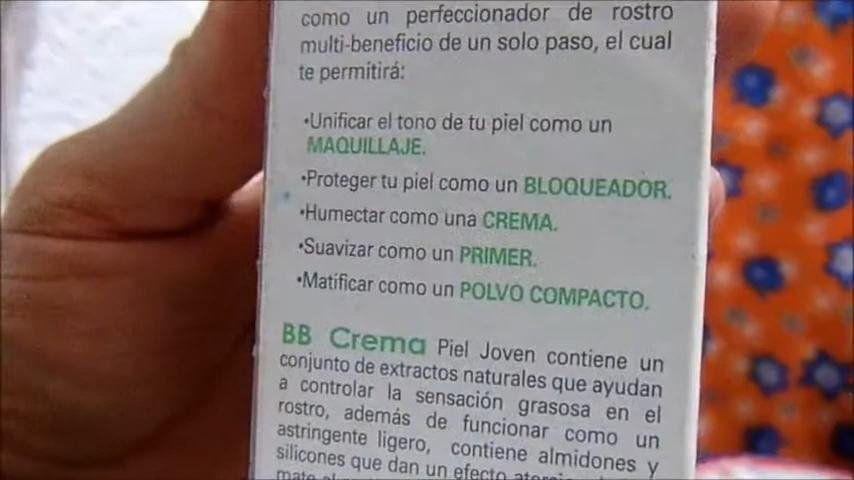 como un perfeccionador de rostro
multi-beneficio de un solo paso, el cual
te permitirá:
•Unificar el tono de tu piel como un
MAQUILLAJE.
•Proteger tu piel como un BLOQUEADOR.
•Humectar como una CREMA.
•Suavizar como un PRIMER.
•Matificar como un POLVO COMPACTO.
BB Crema Piel Joven contiene un
conjunto de extractos naturales que ayudan
a controlar la sensación grasosa en el
rostro, además de funcionar como un
astringente ligero, contiene almidones y
silicones que dan un efecto
mate al